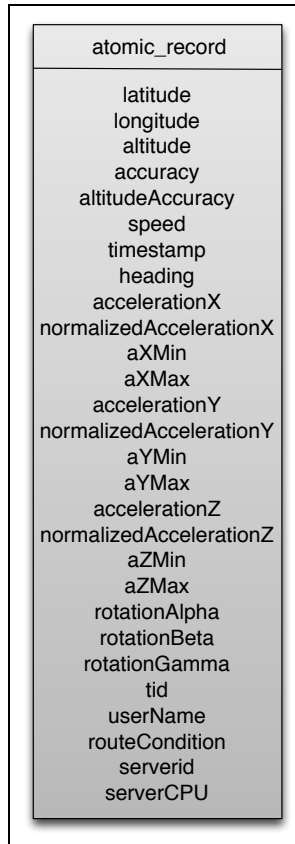 atomic_record
latitude
longitude
altitude
accuracy
altitudeAccuracy
speed
timestamp
heading
accelerationX
normalizedAccelerationX
aXMin
aXMax
accelerationY
normalizedAccelerationY
aYMin
aYMax
accelerationZ
normalizedAccelerationZ
aZMin
aZMax
rotationAlpha
rotationBeta
rotationGamma
tid
userName
routeCondition
serverid
serverCPU